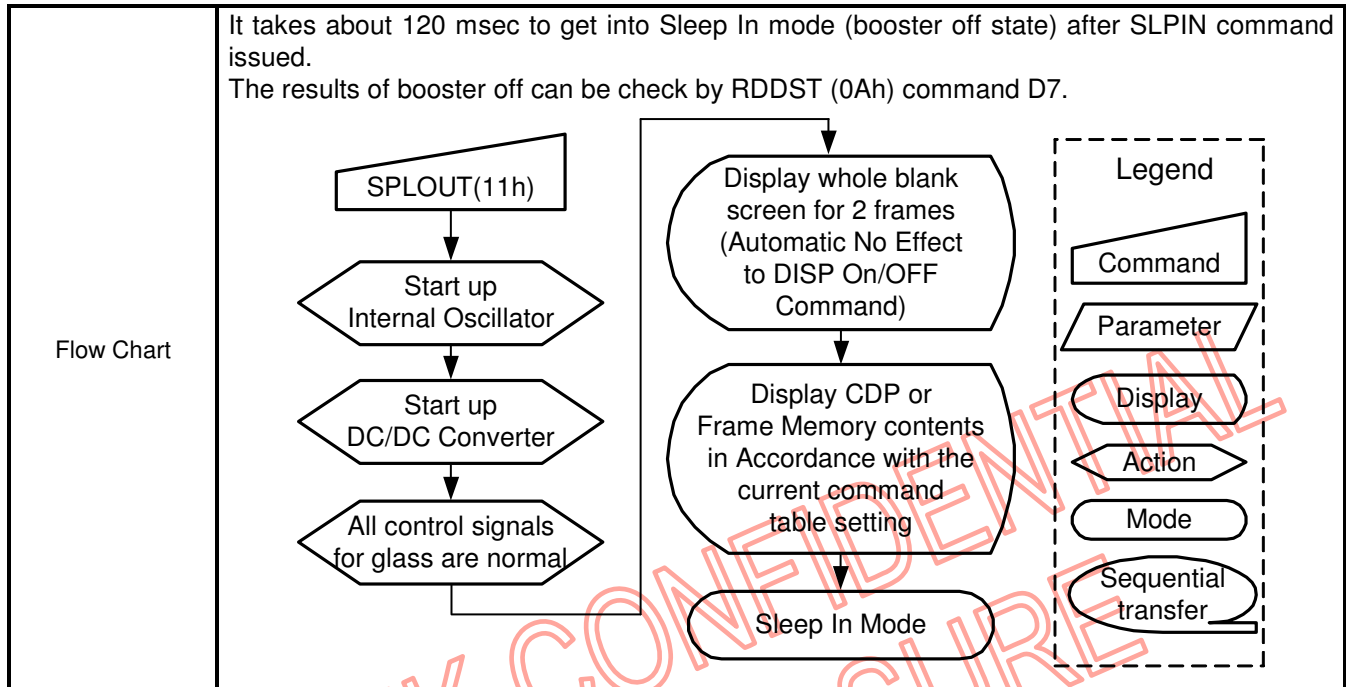 It takes about 120 msec to get into Sleep In mode (booster off state) after SLPIN command
issued.
The results of booster off can be check by RDDST (0Ah) command D7.
Flow Chart
SPLOUT(11h)
Start up
Internal Oscillator
Start up
DC/DC Converter
All control signals
for glass are normal
Display whole blank
screen for 2 frames
(Automatic No Effect
to DISP On/OFF
Command)
Display CDP or
Frame Memory contents
in Accordance with the
current command
table setting
Sleep In Mode
Legend
Command
Parameter
Display
Action
Mode
Sequential
transfer
CONFIDENTIAL